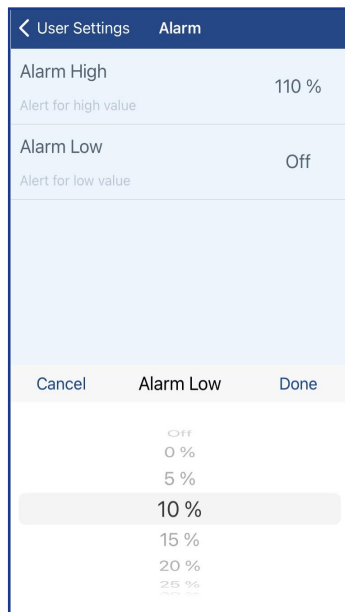 User Settings Alarm
Alarm High
110 %
Alert for high value
Alarm Low
Off
Alert for low value
Cancel Alarm Low Done
Off
0 %
5 %
10 %
15 %
20 %
25 %